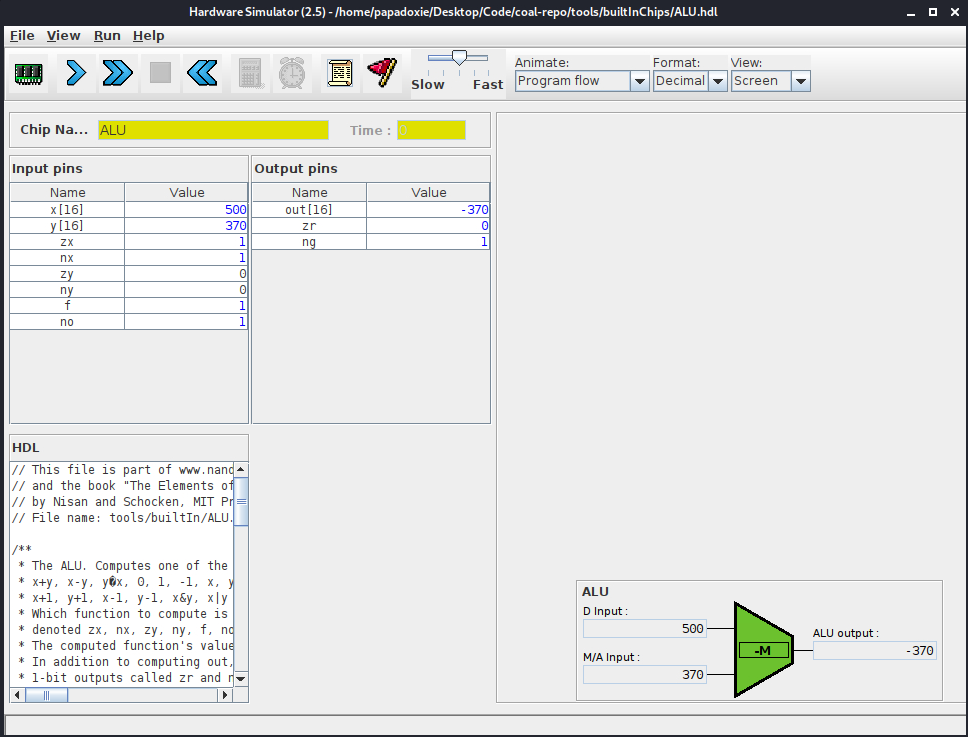 Hardware Simulator (2.5) - /home/papadoxie/Desktop/Code/coal-repo/tools/builtInChips/ALU.hdl
File View Run Help
Slow Fast
Animate: Format: View:
Program flow Decimal Screen
Chip Na... ALU Time : 0
Input pins
Name Value
x[16] 500
y[16] 370
zx 1
nx 1
zy 0
ny 0
f 1
no 1
Output pins
Name Value
out[16] -370
zr 0
ng 1
HDL
// This file is part of www.nand
// and the book "The Elements of
// by Nisan and Schocken, MIT Pr
// File name: tools/builtIn/ALU.
/**
* The ALU. Computes one of the
* x+y, x-y, y�x, 0, 1, -1, x, y
* x+1, y+1, x-1, y-1, x&y, x|y
* Which function to compute is
* denoted zx, nx, zy, ny, f, no
* The computed function's value
* In addition to computing out,
* 1-bit outputs called zr and n
ALU
D Input :
500
M/A Input :
370
-M
ALU output :
-370